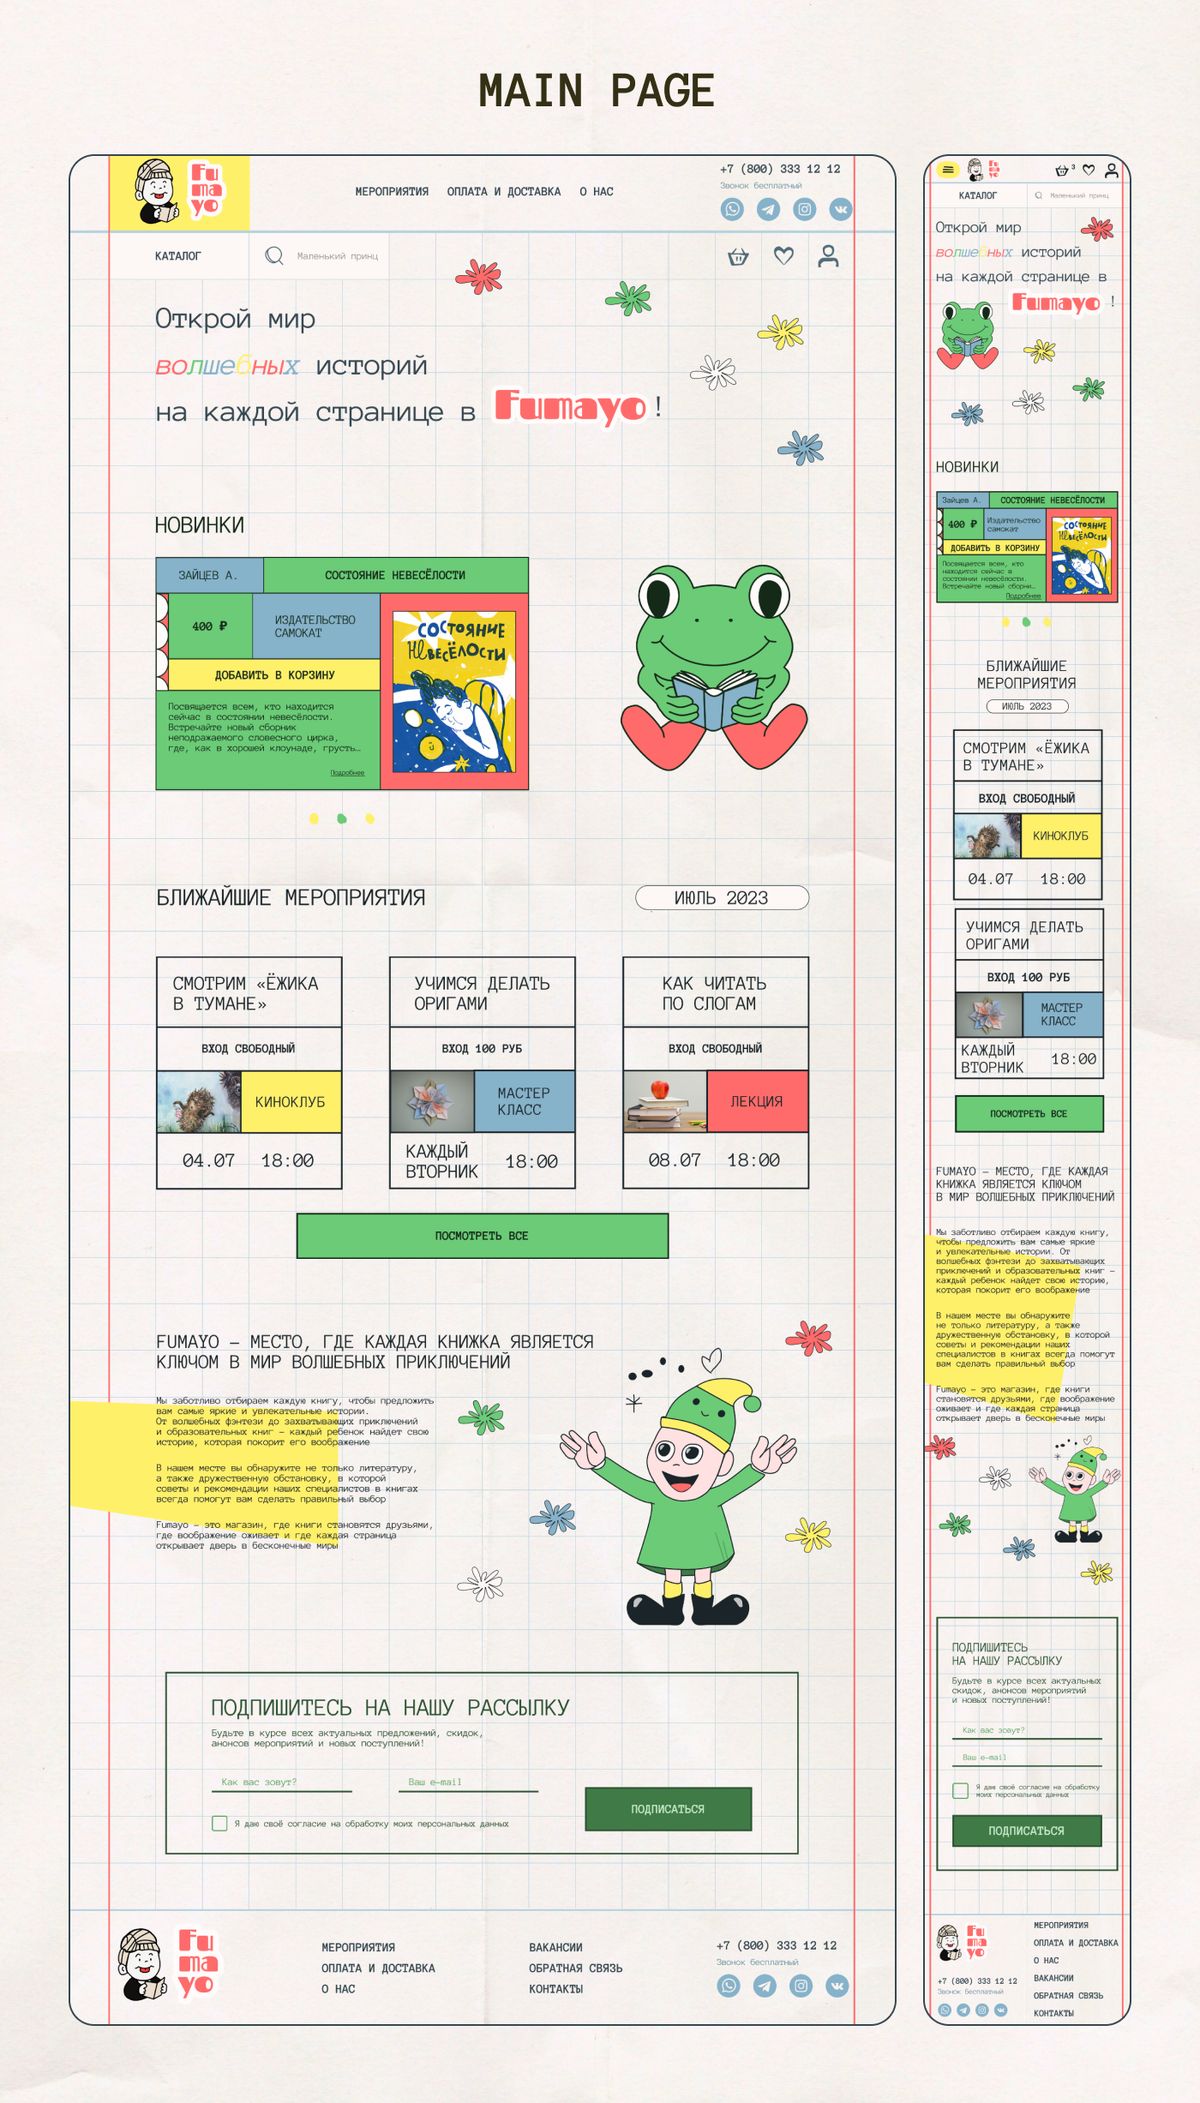 MAIN PAGE
Fu
ma
yo
МЕРОПРИЯТИЯ ОПЛАТА И ДОСТАВКА О НАС
+7 (800) 333 12 12
Звонок бесплатный
КАТАЛОГ
Маленький принц
Открой мир
волшебных историй
на каждой странице в Fumayo !
НОВИНКИ
ЗАЙЦЕВ А.
СОСТОЯНИЕ НЕВЕСЁЛОСТИ
400 ₽
ИЗДАТЕЛЬСТВО
САМОКАТ
ДОБАВИТЬ В КОРЗИНУ
Посвящается всем, кто находится
сейчас в состоянии невесёлости.
Встречайте новый сборник
неподражаемого словесного цирка,
где, как в хорошей клоунаде, грусть…
Подробнее
СОСТОЯНИЕ
НЕВЕСЁЛОСТИ
БЛИЖАЙШИЕ МЕРОПРИЯТИЯ
ИЮЛЬ 2023
СМОТРИМ «ЁЖИКА
В ТУМАНЕ»
ВХОД СВОБОДНЫЙ
КИНОКЛУБ
04.07 18:00
УЧИМСЯ ДЕЛАТЬ
ОРИГАМИ
ВХОД 100 РУБ
МАСТЕР
КЛАСС
КАЖДЫЙ
ВТОРНИК
18:00
КАК ЧИТАТЬ
ПО СЛОГАМ
ВХОД СВОБОДНЫЙ
ЛЕКЦИЯ
08.07 18:00
ПОСМОТРЕТЬ ВСЕ
FUMAYO – МЕСТО, ГДЕ КАЖДАЯ КНИЖКА ЯВЛЯЕТСЯ
КЛЮЧОМ В МИР ВОЛШЕБНЫХ ПРИКЛЮЧЕНИЙ
Мы заботливо отбираем каждую книгу, чтобы предложить
вам самые яркие и увлекательные истории.
От волшебных фэнтези до захватывающих приключений
и образовательных книг – каждый ребенок найдет свою
историю, которая покорит его воображение
В нашем месте вы обнаружите не только литературу,
а также дружественную обстановку, в которой
советы и рекомендации наших специалистов в книгах
всегда помогут вам сделать правильный выбор
Fumayo – это магазин, где книги становятся друзьями,
где воображение оживает и где каждая страница
открывает дверь в бесконечные миры
ПОДПИШИТЕСЬ НА НАШУ РАССЫЛКУ
Будьте в курсе всех актуальных предложений, скидок,
анонсов мероприятий и новых поступлений!
Как вас зовут?
Ваш e-mail
Я даю своё согласие на обработку моих персональных данных
ПОДПИСАТЬСЯ
Fu
ma
yo
МЕРОПРИЯТИЯ
ОПЛАТА И ДОСТАВКА
О НАС
ВАКАНСИИ
ОБРАТНАЯ СВЯЗЬ
КОНТАКТЫ
+7 (800) 333 12 12
Звонок бесплатный
Fu
ma
yo
3
КАТАЛОГ
Маленький принц
Открой мир
волшебных историй
на каждой странице в
Fumayo !
НОВИНКИ
Зайцев А.
СОСТОЯНИЕ НЕВЕСЁЛОСТИ
400 ₽
Издательство
самокат
ДОБАВИТЬ В КОРЗИНУ
Посвящается всем, кто
находится сейчас в
состоянии невесёлости.
Встречайте новый сборни…
Подробнее
СОСТОЯНИЕ
НЕВЕСЁЛОСТИ
БЛИЖАЙШИЕ
МЕРОПРИЯТИЯ
ИЮЛЬ 2023
СМОТРИМ «ЁЖИКА
В ТУМАНЕ»
ВХОД СВОБОДНЫЙ
КИНОКЛУБ
04.07 18:00
УЧИМСЯ ДЕЛАТЬ
ОРИГАМИ
ВХОД 100 РУБ
МАСТЕР
КЛАСС
КАЖДЫЙ
ВТОРНИК
18:00
ПОСМОТРЕТЬ ВСЕ
FUMAYO – МЕСТО, ГДЕ КАЖДАЯ
КНИЖКА ЯВЛЯЕТСЯ КЛЮЧОМ
В МИР ВОЛШЕБНЫХ ПРИКЛЮЧЕНИЙ
Мы заботливо отбираем каждую книгу,
чтобы предложить вам самые яркие
и увлекательные истории. От
волшебных фэнтези до захватывающих
приключений и образовательных книг –
каждый ребенок найдет свою историю,
которая покорит его воображение
В нашем месте вы обнаружите
не только литературу, а также
дружественную обстановку, в которой
советы и рекомендации наших
специалистов в книгах всегда помогут
вам сделать правильный выбор
Fumayo – это магазин, где книги
становятся друзьями, где воображение
оживает и где каждая страница
открывает дверь в бесконечные миры
ПОДПИШИТЕСЬ
НА НАШУ РАССЫЛКУ
Будьте в курсе всех актуальных
скидок, анонсов мероприятий
и новых поступлений!
Как вас зовут?
Ваш e-mail
Я даю своё согласие на обработку
моих персональных данных
ПОДПИСАТЬСЯ
Fu
ma
yo
+7 (800) 333 12 12
Звонок бесплатный
МЕРОПРИЯТИЯ
ОПЛАТА И ДОСТАВКА
О НАС
ВАКАНСИИ
ОБРАТНАЯ СВЯЗЬ
КОНТАКТЫ